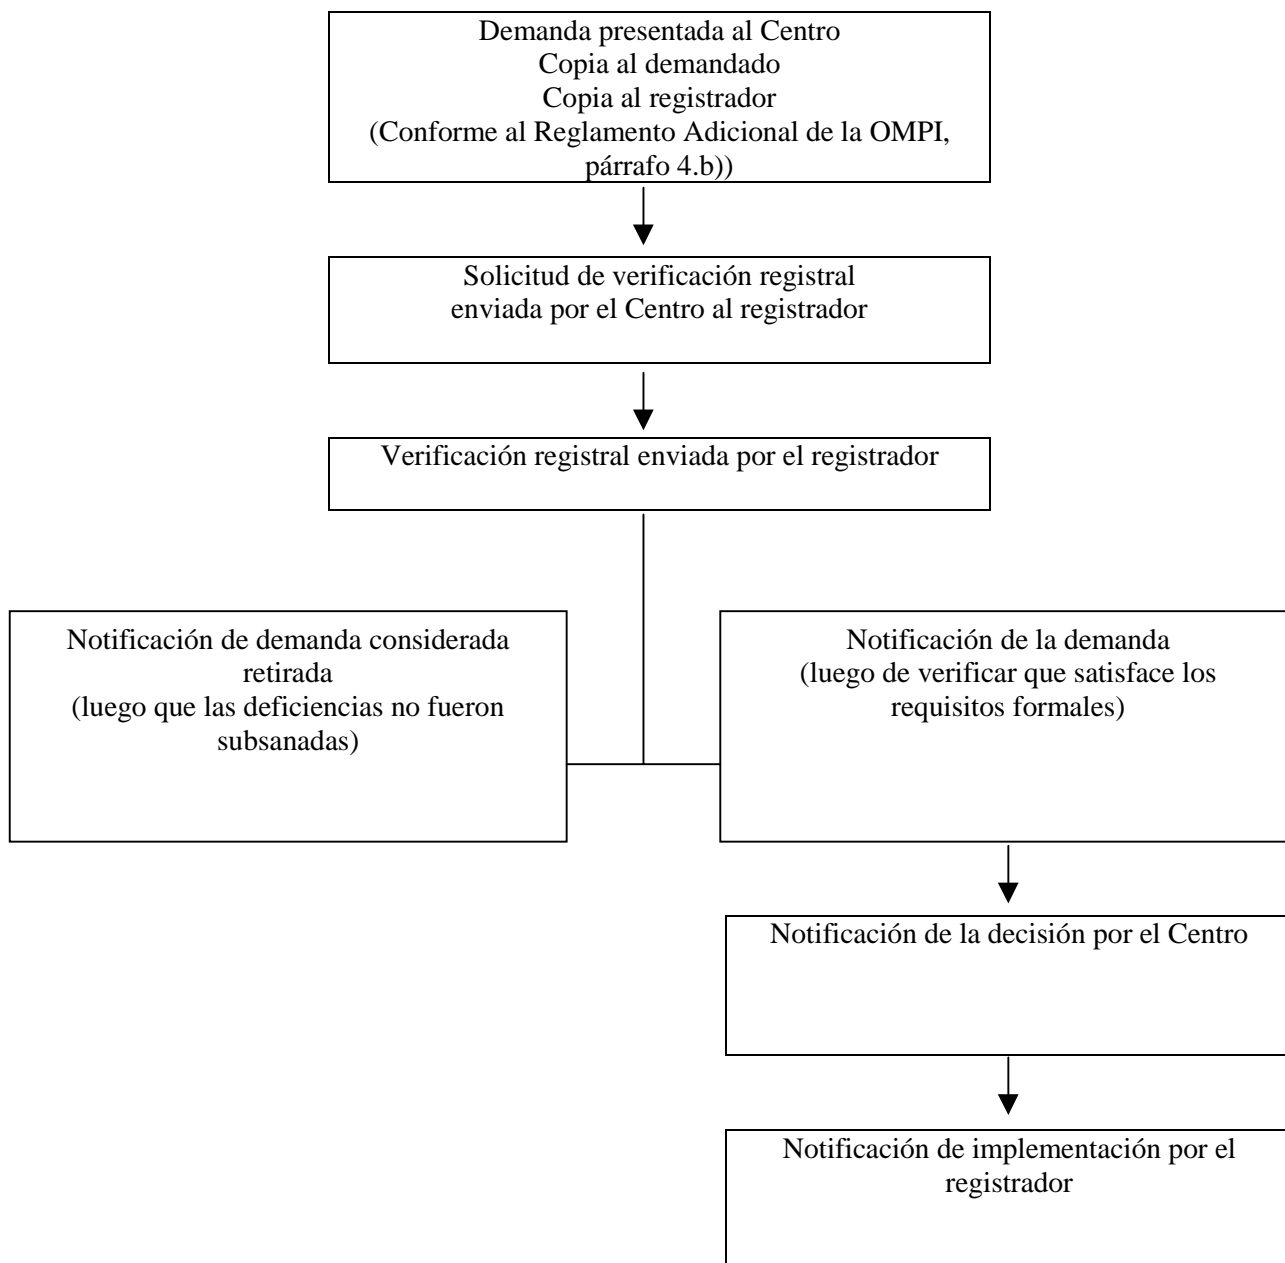 Demanda presentada al Centro
Copia al demandado
Copia al registrador
(Conforme al Reglamento Adicional de la OMPI,
párrafo 4.b))
Solicitud de verificación registral
enviada por el Centro al registrador
Verificación registral enviada por el registrador
Notificación de demanda considerada
retirada
(luego que las deficiencias no fueron
subsanadas)
Notificación de la demanda
(luego de verificar que satisface los
requisitos formales)
Notificación de la decisión por el Centro
Notificación de implementación por el
registrador